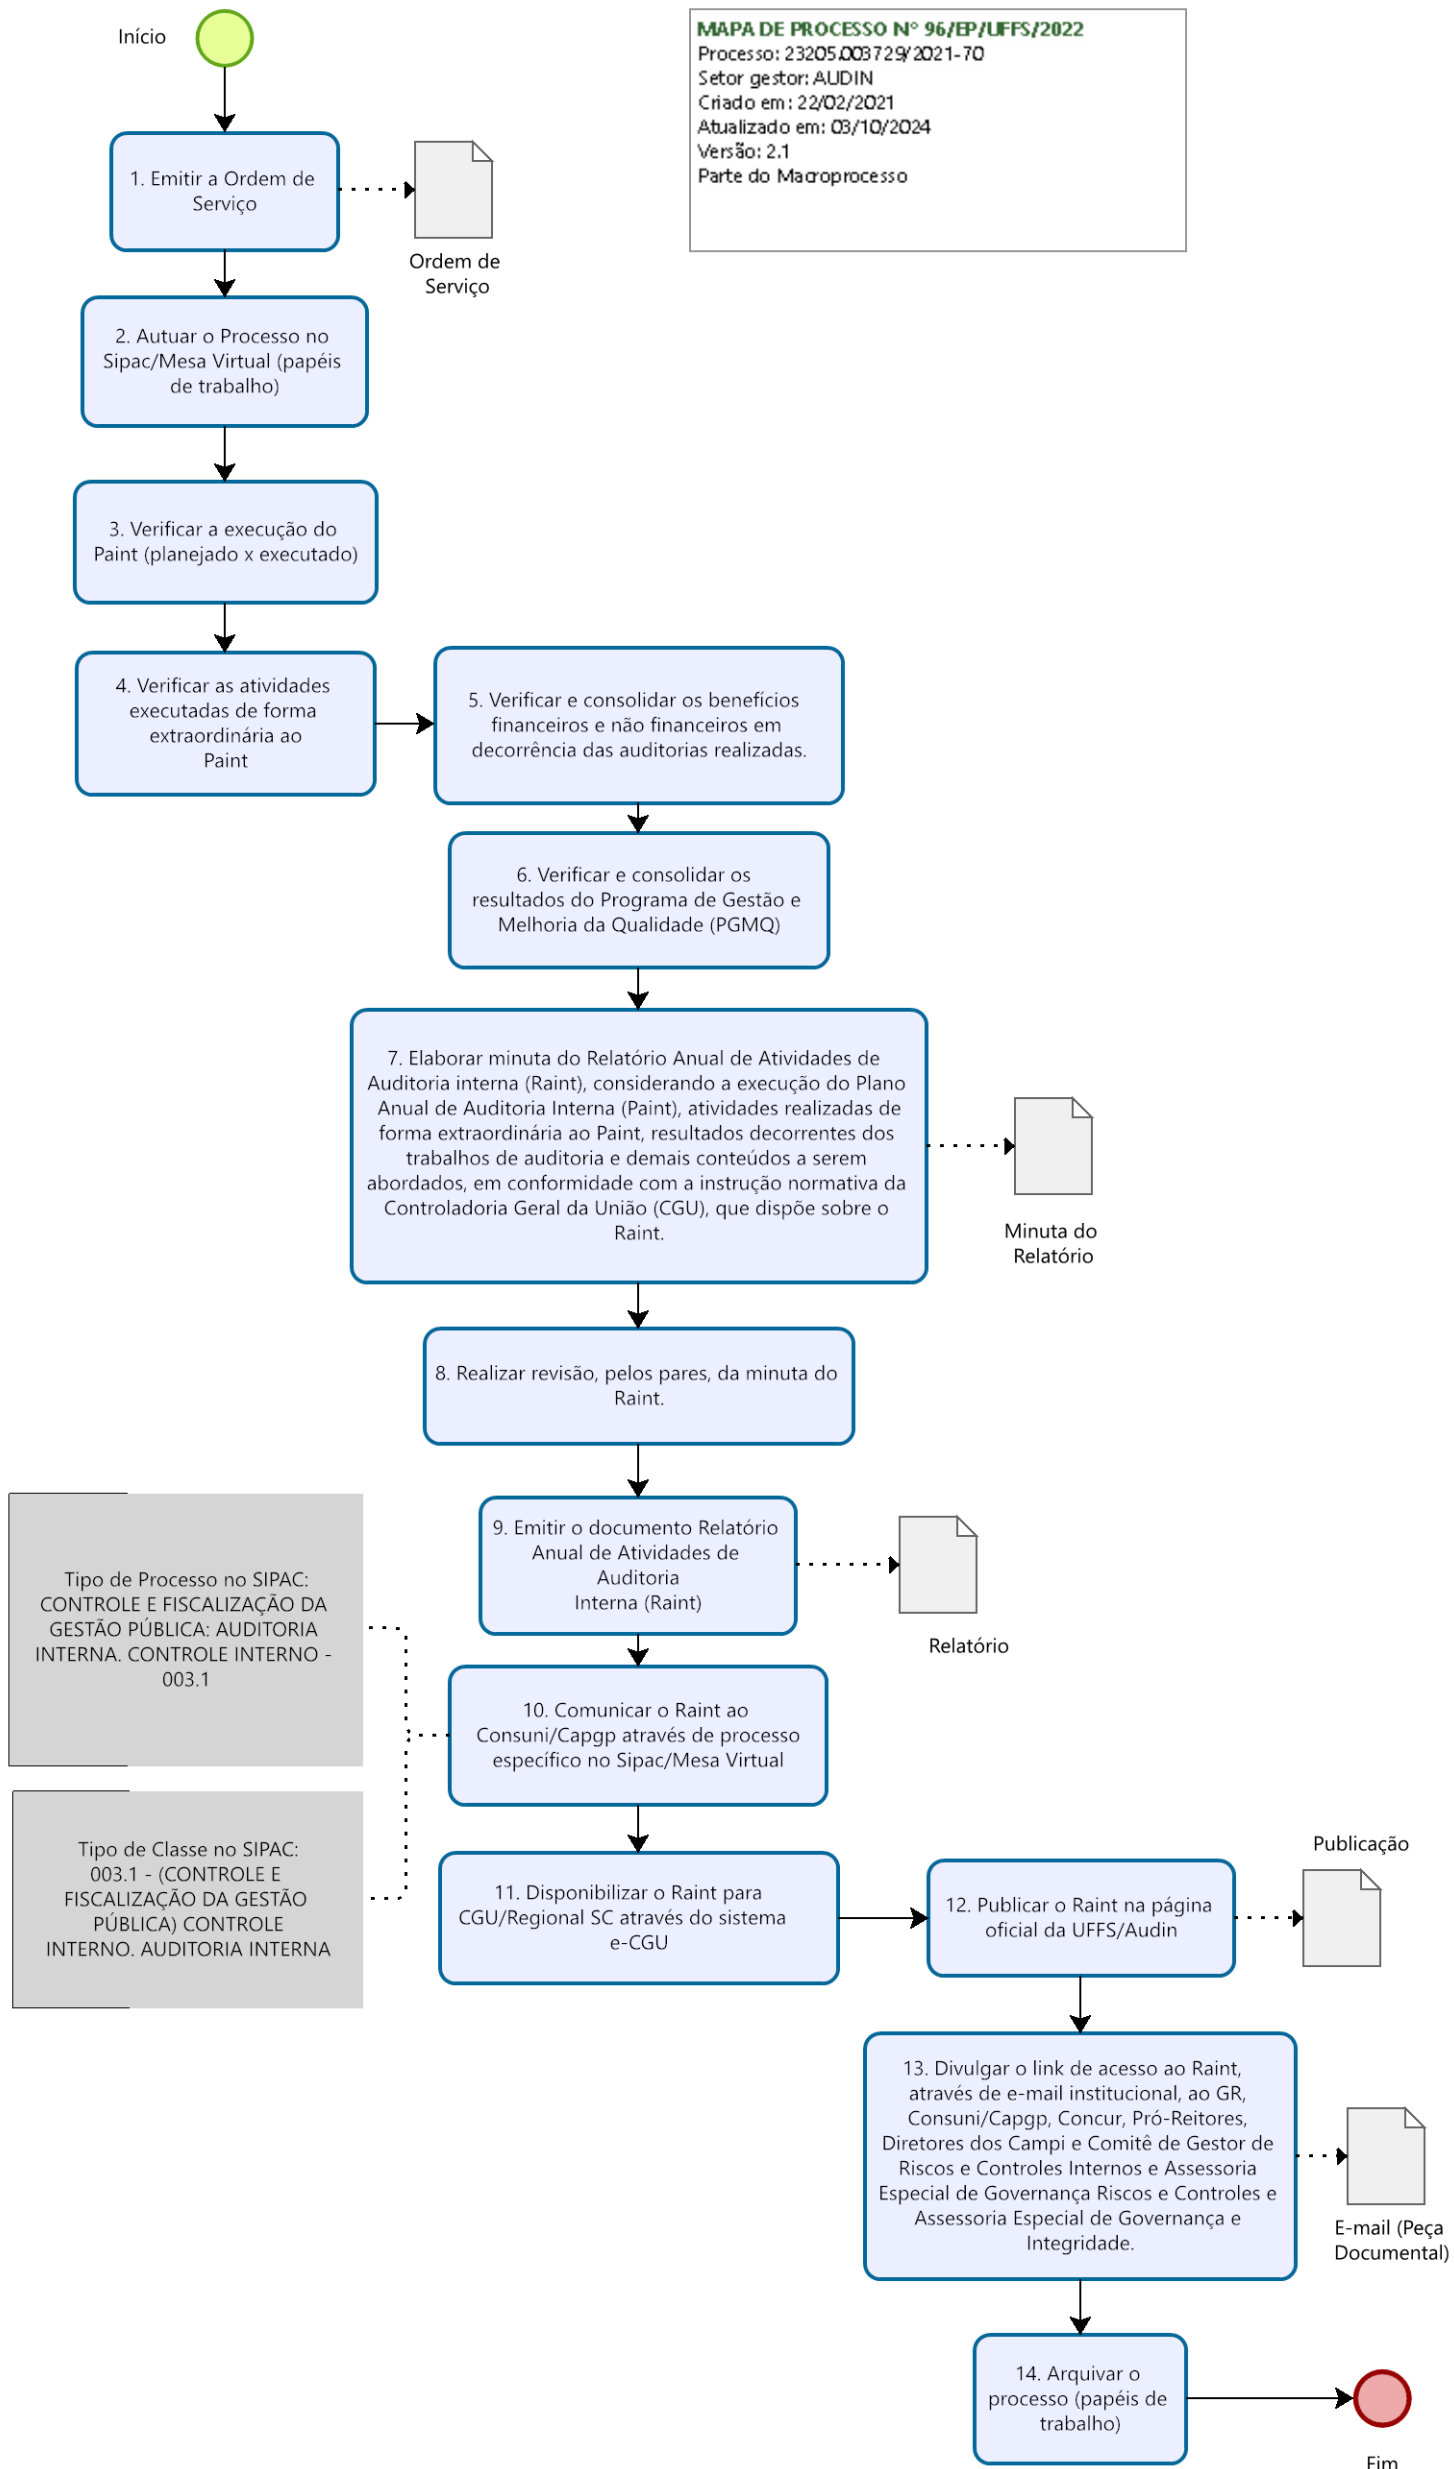 Início
MAPA DE PROCESSO Nº 96/EP/UFFS/2022
Processo: 23205.003729/2021-70
Setor gestor: AUDIN
Criado em: 22/02/2021
Atualizado em: 03/10/2024
Versão: 2.1
Parte do Macroprocesso
1. Emitir a Ordem de
Serviço
Ordem de
Serviço
2. Autuar o Processo no
Sipac/Mesa Virtual (papéis
de trabalho)
3. Verificar a execução do
Paint (planejado x executado)
4. Verificar as atividades
executadas de forma
extraordinária ao
Paint
5. Verificar e consolidar os benefícios
financeiros e não financeiros em
decorrência das auditorias realizadas.
6. Verificar e consolidar os
resultados do Programa de Gestão e
Melhoria da Qualidade (PGMQ)
7. Elaborar minuta do Relatório Anual de Atividades de
Auditoria interna (Raint), considerando a execução do Plano
Anual de Auditoria Interna (Paint), atividades realizadas de
forma extraordinária ao Paint, resultados decorrentes dos
trabalhos de auditoria e demais conteúdos a serem
abordados, em conformidade com a instrução normativa da
Controladoria Geral da União (CGU), que dispõe sobre o
Raint.
Minuta do
Relatório
8. Realizar revisão, pelos pares, da minuta do
Raint.
9. Emitir o documento Relatório
Anual de Atividades de
Auditoria
Interna (Raint)
Relatório
Tipo de Processo no SIPAC:
CONTROLE E FISCALIZAÇÃO DA
GESTÃO PÚBLICA: AUDITORIA
INTERNA. CONTROLE INTERNO -
003.1
10. Comunicar o Raint ao
Consuni/Capgp através de processo
específico no Sipac/Mesa Virtual
Tipo de Classe no SIPAC:
003.1 - (CONTROLE E
FISCALIZAÇÃO DA GESTÃO
PÚBLICA) CONTROLE
INTERNO. AUDITORIA INTERNA
11. Disponibilizar o Raint para
CGU/Regional SC através do sistema
e-CGU
12. Publicar o Raint na página
oficial da UFFS/Audin
Publicação
13. Divulgar o link de acesso ao Raint,
através de e-mail institucional, ao GR,
Consuni/Capgp, Concur, Pró-Reitores,
Diretores dos Campi e Comitê de Gestor de
Riscos e Controles Internos e Assessoria
Especial de Governança Riscos e Controles e
Assessoria Especial de Governança e
Integridade.
E-mail (Peça
Documental)
14. Arquivar o
processo (papéis de
trabalho)
Fim